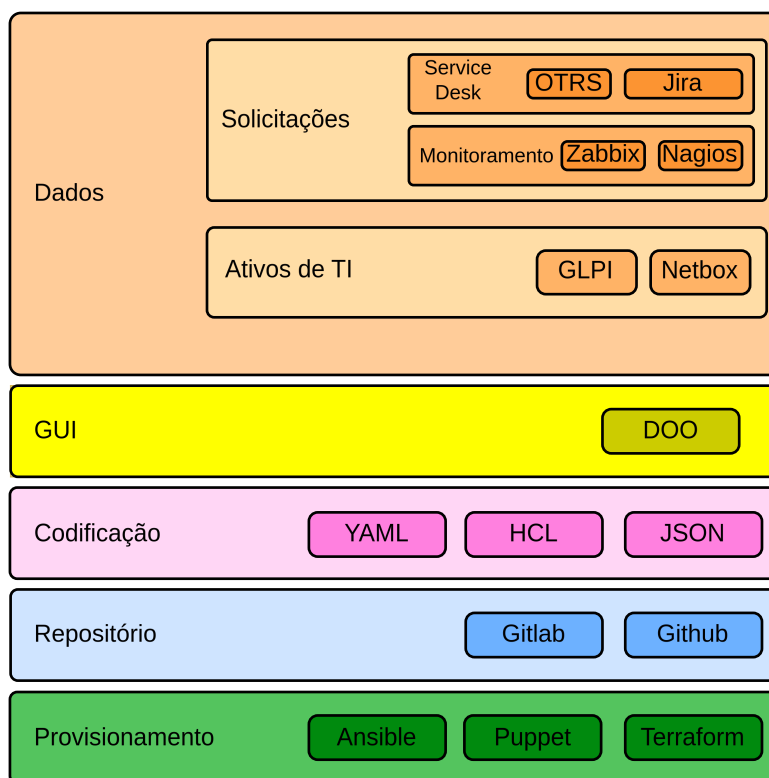 Dados
Solicitações
Service
Desk
OTRS
Jira
Monitoramento
Zabbix
Nagios
Ativos de TI
GLPI
Netbox
GUI
DOO
Codificação
YAML
HCL
JSON
Repositório
Gitlab
Github
Provisionamento
Ansible
Puppet
Terraform